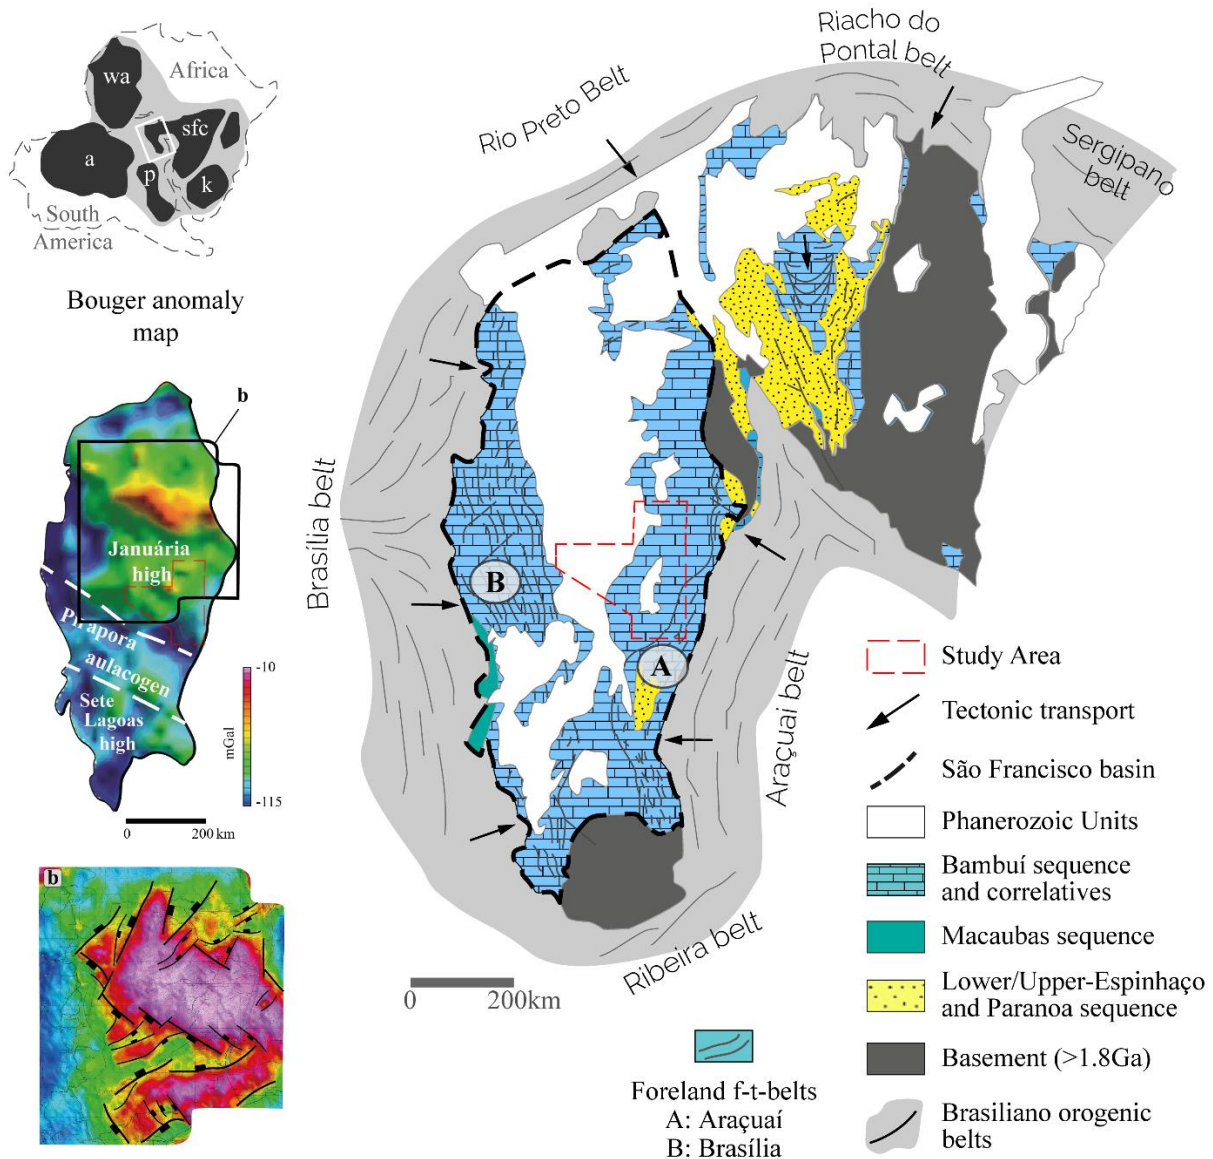 wa
Africa
sfc
a
p
k
South
America
Bouger anomaly
map
b
Januária
high
Pirapora
aulacogen
Sete
Lagoas
high
-10
mGal
-115
0
200 km
b
Riacho do
Pontal belt
Rio Preto Belt
Sergipano
belt
Brasília belt
B
A
Araçuai belt
Ribeira belt
0
200km
Foreland f-t-belts
A: Araçuaí
B: Brasília
Study Area
Tectonic transport
São Francisco basin
Phanerozoic Units
Bambuí sequence
and correlatives
Macaubas sequence
Lower/Upper-Espinhaço
and Paranoa sequence
Basement (>1.8Ga)
Brasiliano orogenic
belts